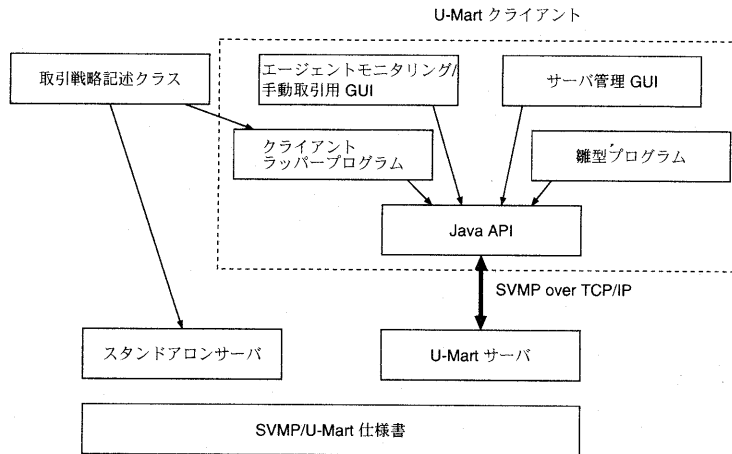 U-Mart クライアント
取引戦略記述クラス
エージェントモニタリング/
手動取引用 GUI
サーバ管理 GUI
クライアント
ラッパープログラム
雛型プログラム
Java API
SVMP over TCP/IP
スタンドアロンサーバ
U-Mart サーバ
SVMP/U-Mart 仕様書